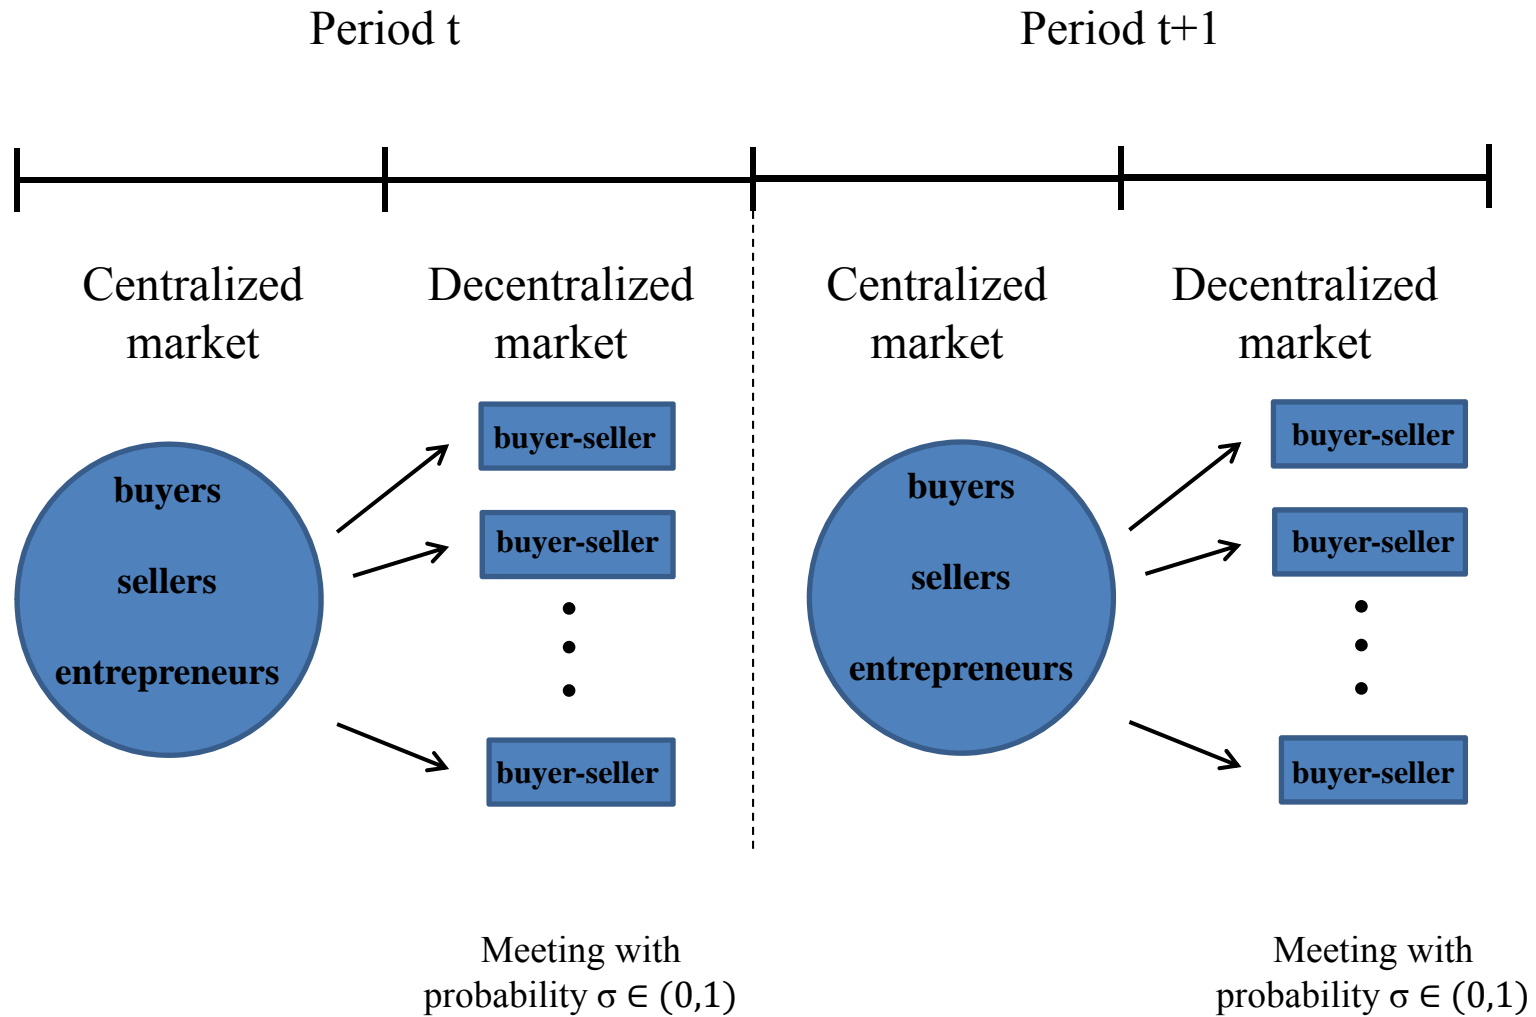 Period t
Period t+1
Centralized
market
Decentralized
market
Centralized
market
Decentralized
market
buyers
sellers
entrepreneurs
buyer-seller
buyer-seller
buyer-seller
buyers
sellers
entrepreneurs
buyer-seller
buyer-seller
buyer-seller
Meeting with
probability σ ∈ (0,1)
Meeting with
probability σ ∈ (0,1)